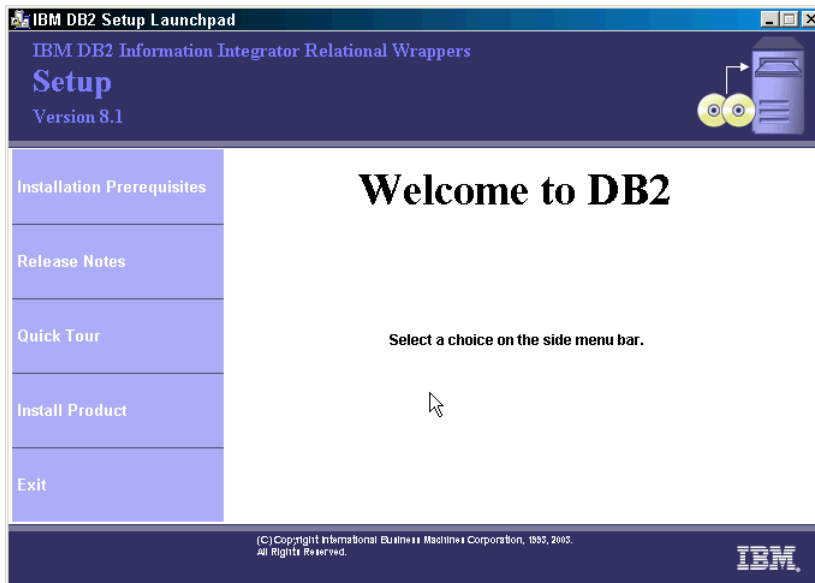 IBM DB2 Setup Launchpad
IBM DB2 Information Integrator Relational Wrappers
Setup
Version 8.1
Installation Prerequisites
Release Notes
Quick Tour
Install Product
Exit
Welcome to DB2
Select a choice on the side menu bar.
(C) Copyright International Business Machines Corporation, 1993, 2003.
All Rights Reserved.
IBM.